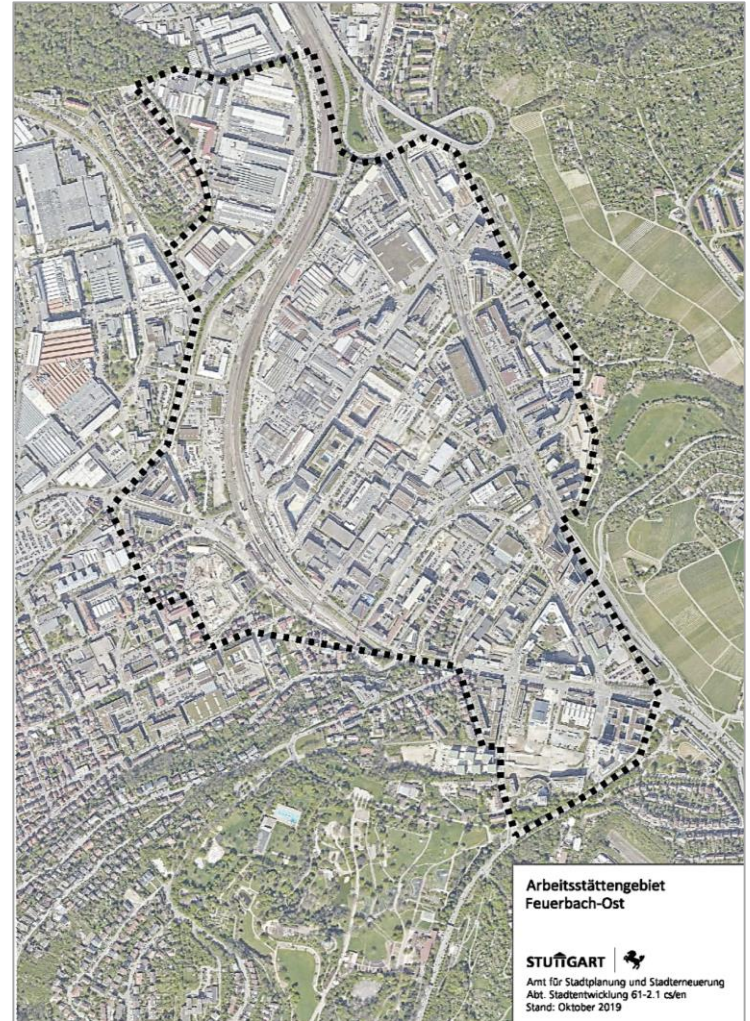 Arbeitsstättengebiet
Feuerbach-Ost
STUTTGART
Amt für Stadtplanung und Stadterneuerung
Abt. Stadtentwicklung 61-2.1 cs/en
Stand: Oktober 2019